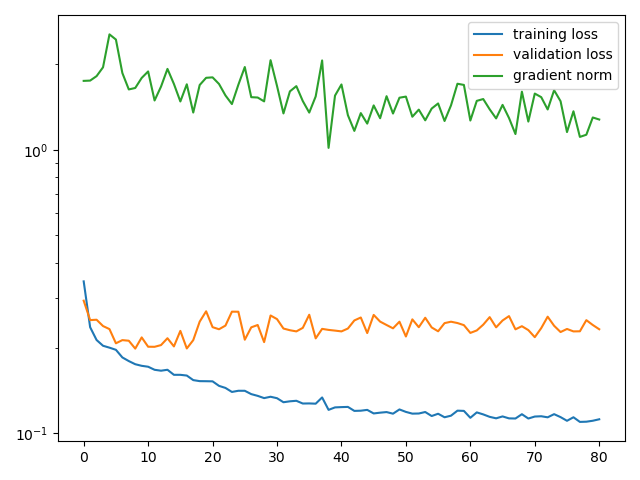 training loss
validation loss
gradient norm
10⁰
10⁻¹
0 10 20 30 40 50 60 70 80